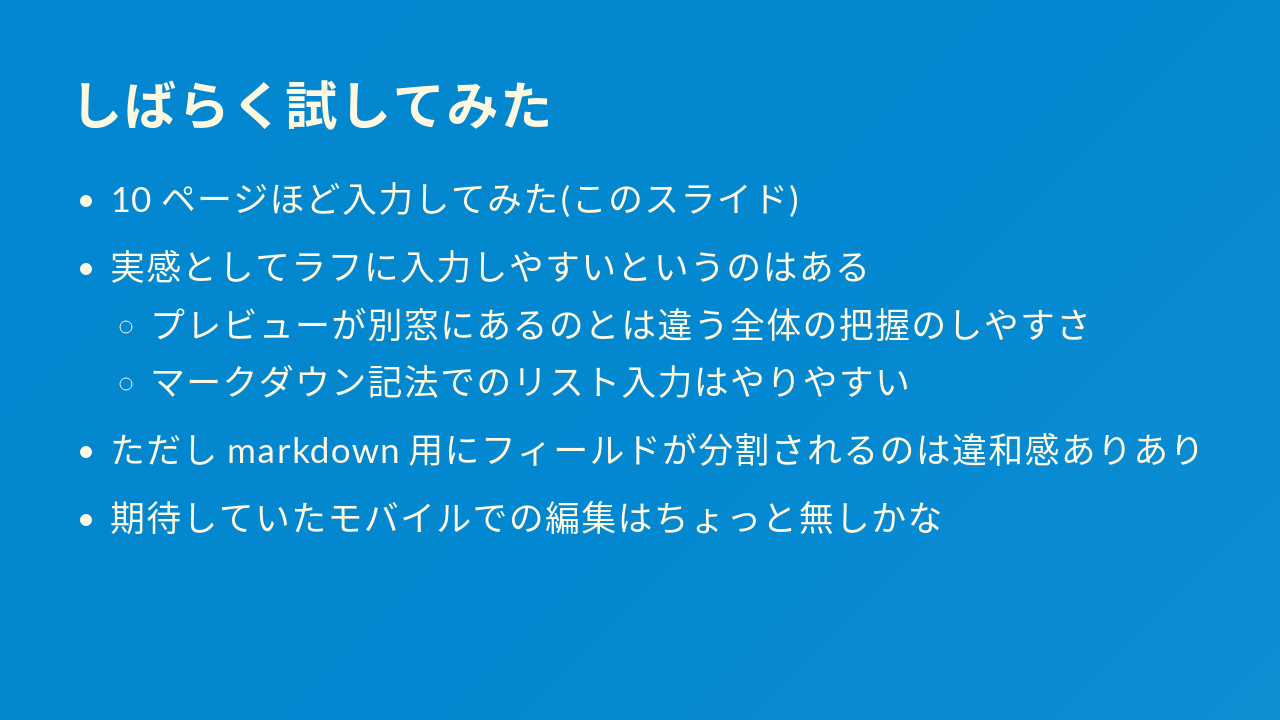 しばらく試してみた
10 ページほど入力してみた(このスライド)
実感としてラフに入力しやすいというのはある
プレビューが別窓にあるのとは違う全体の把握のしやすさ
マークダウン記法でのリスト入力はやりやすい
ただし markdown 用にフィールドが分割されるのは違和感ありあり
期待していたモバイルでの編集はちょっと無しかな